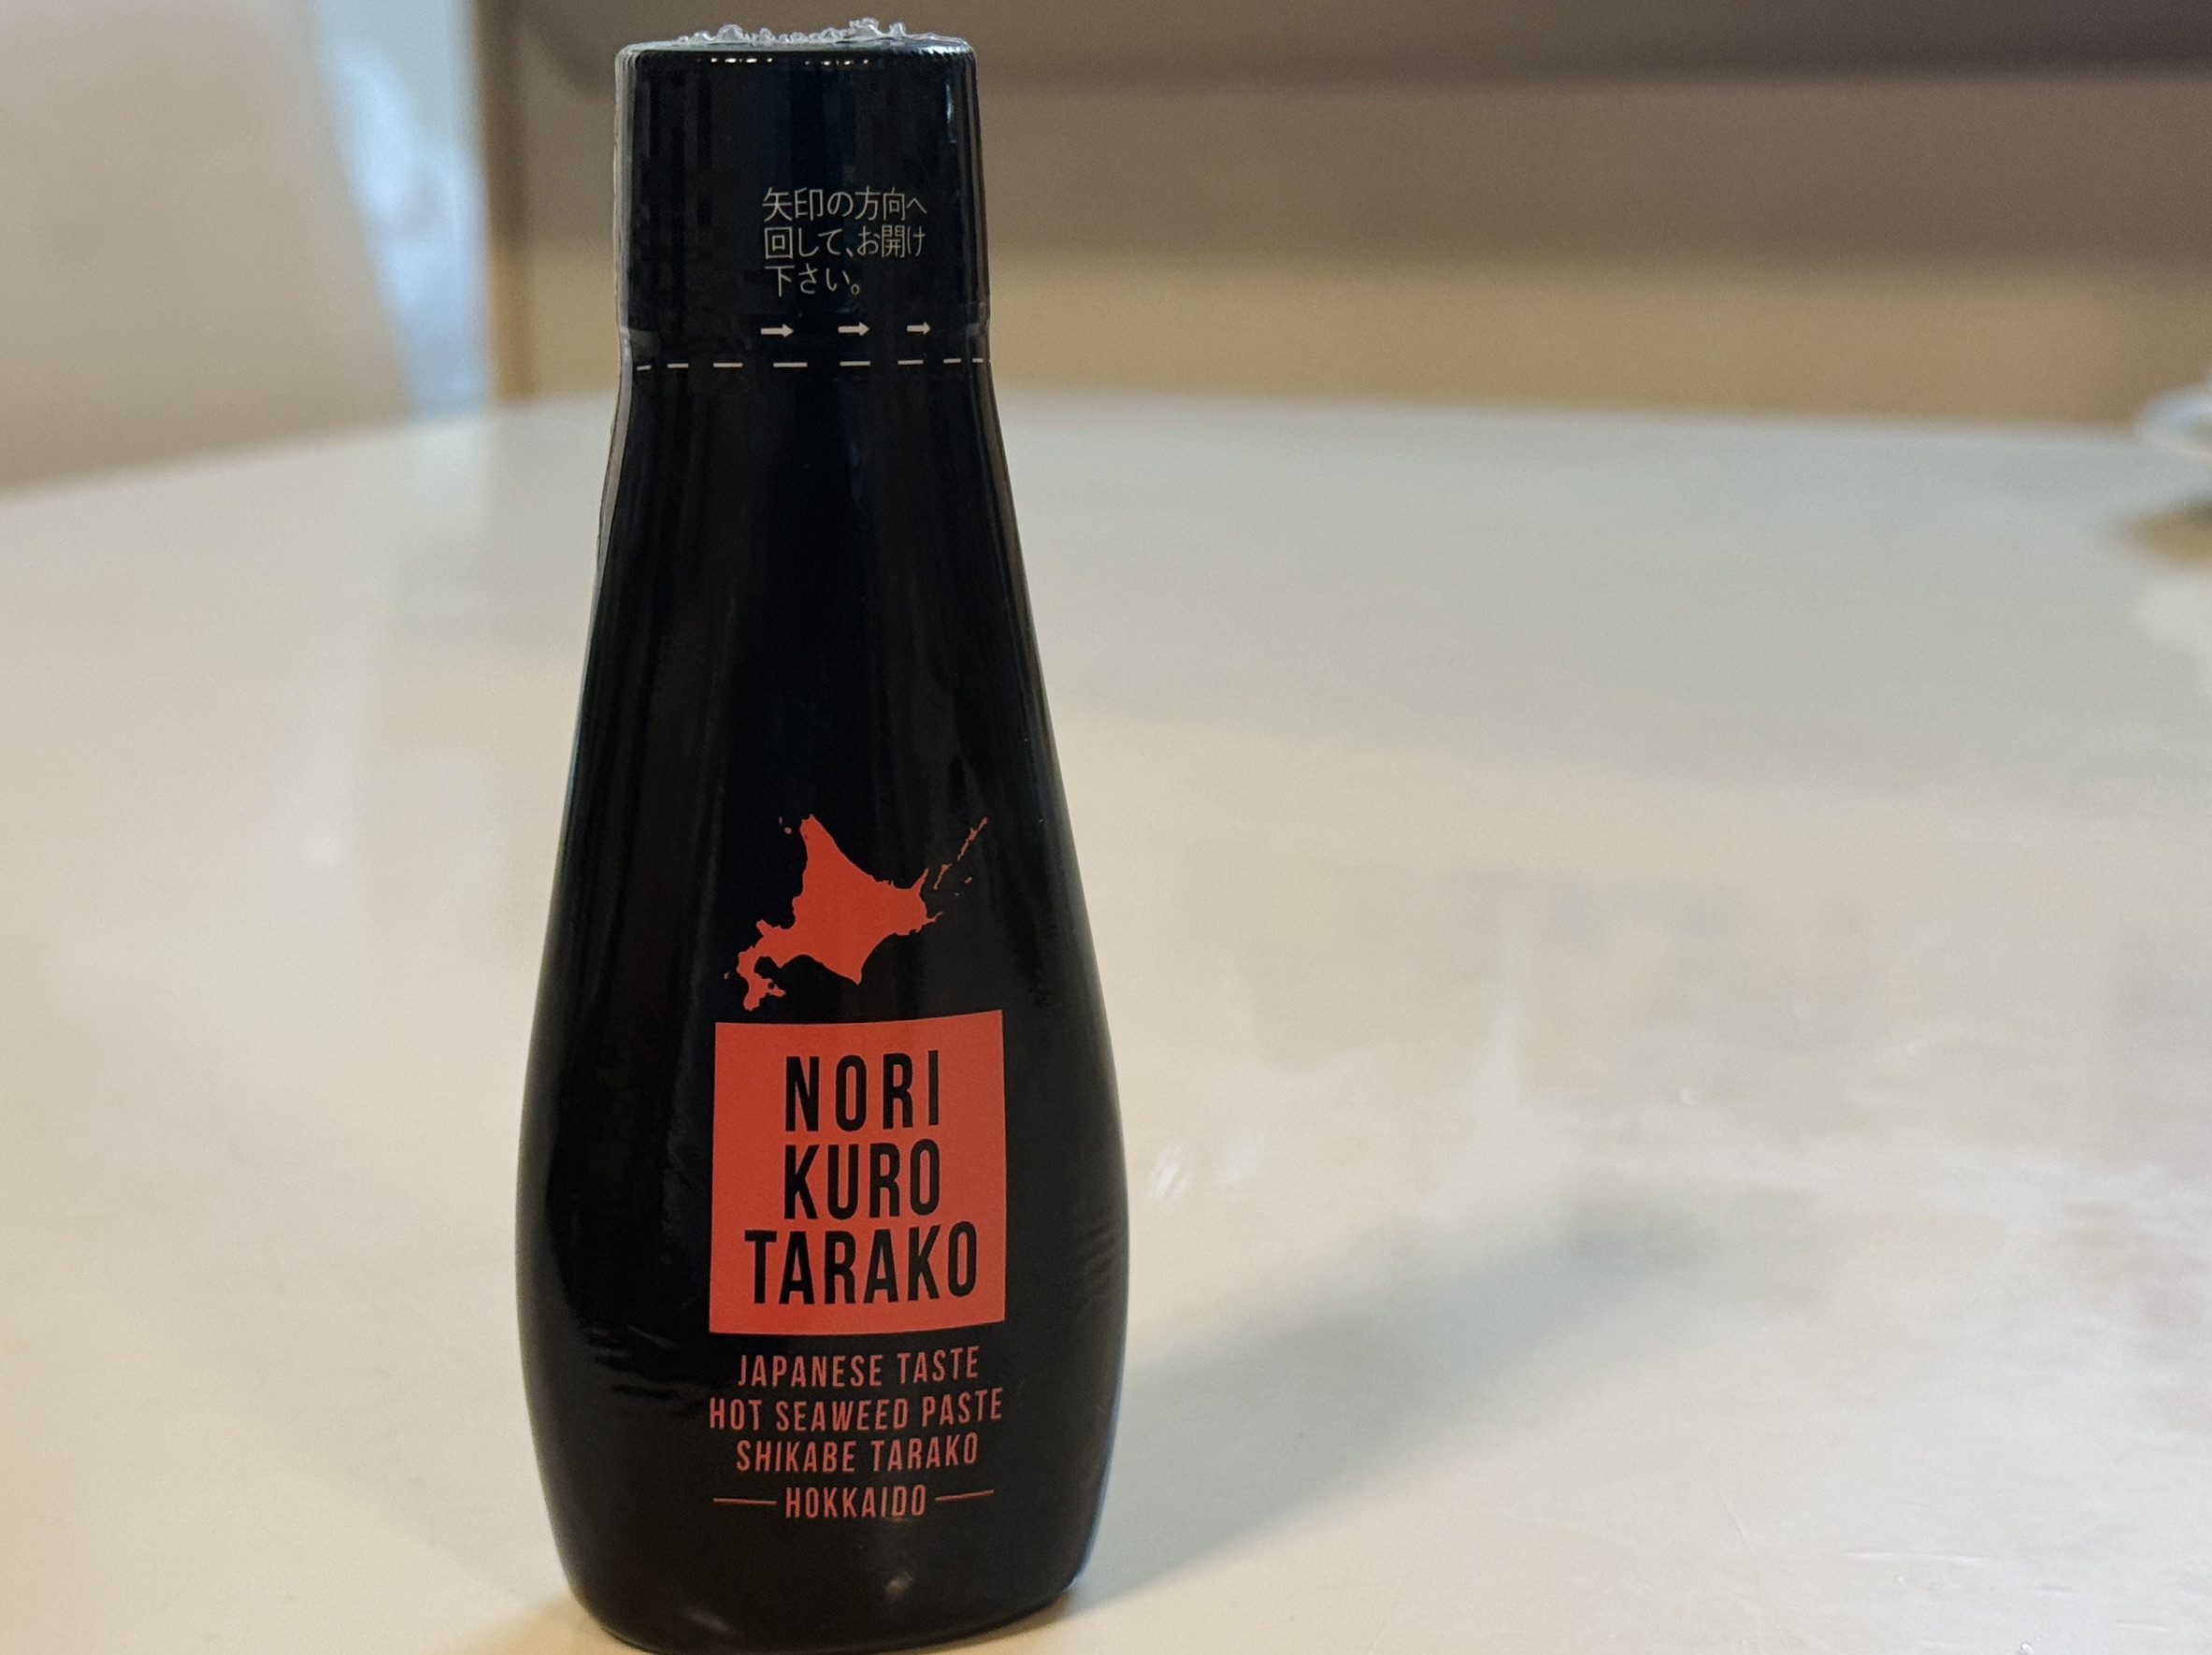 矢印の方向へ
回して、お開け
下さい。
→ → →
NORI
KURO
TARAKO
JAPANESE TASTE
HOT SEAWEED PASTE
SHIKABE TARAKO
HOKKAIDO